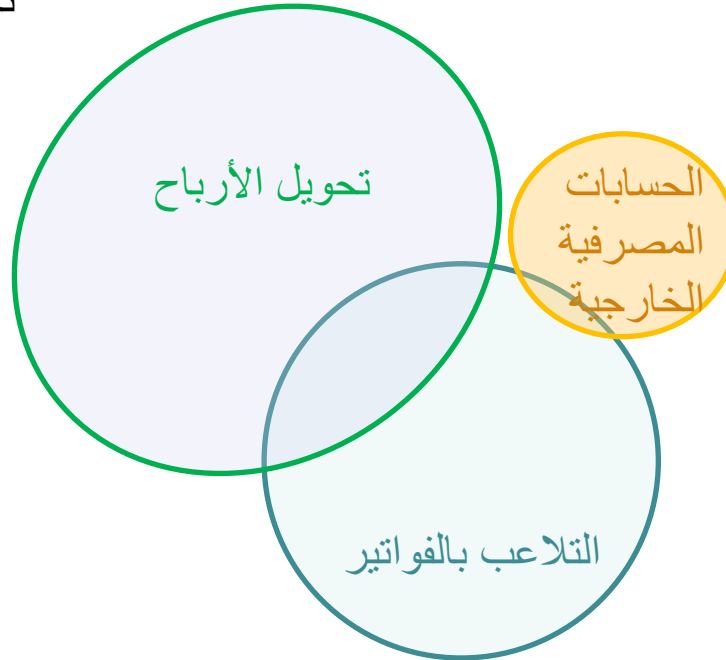 تحويل الأرباح
الحسابات
المصرفية
الخارجية
التلاعب بالفواتير